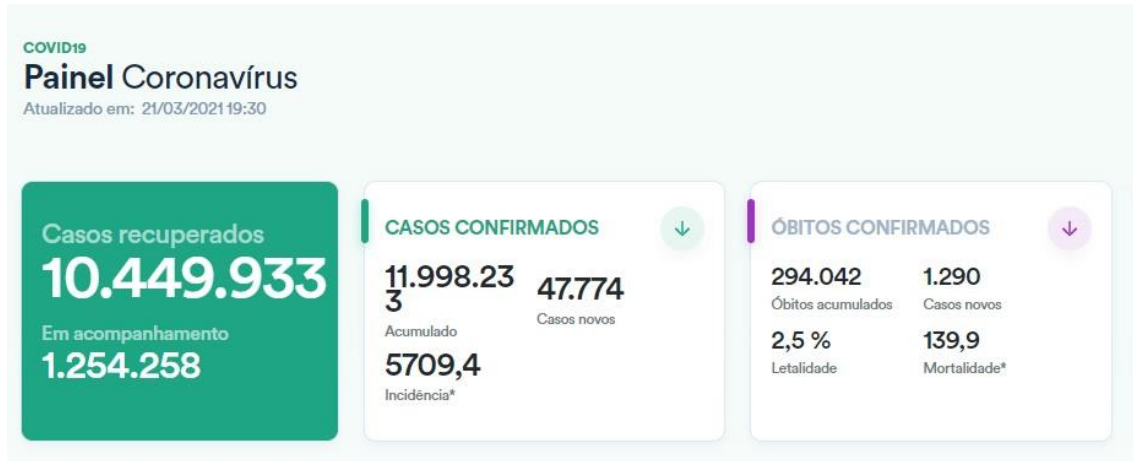 COVID19
Painel Coronavírus
Atualizado em: 21/03/2021 19:30
Casos recuperados
10.449.933
Em acompanhamento
1.254.258
CASOS CONFIRMADOS
11.998.23
3
Acumulado
47.774
Casos novos
5709,4
Incidência*
ÓBITOS CONFIRMADOS
294.042
Óbitos acumulados
1.290
Casos novos
2,5 %
Letalidade
139,9
Mortalidade*